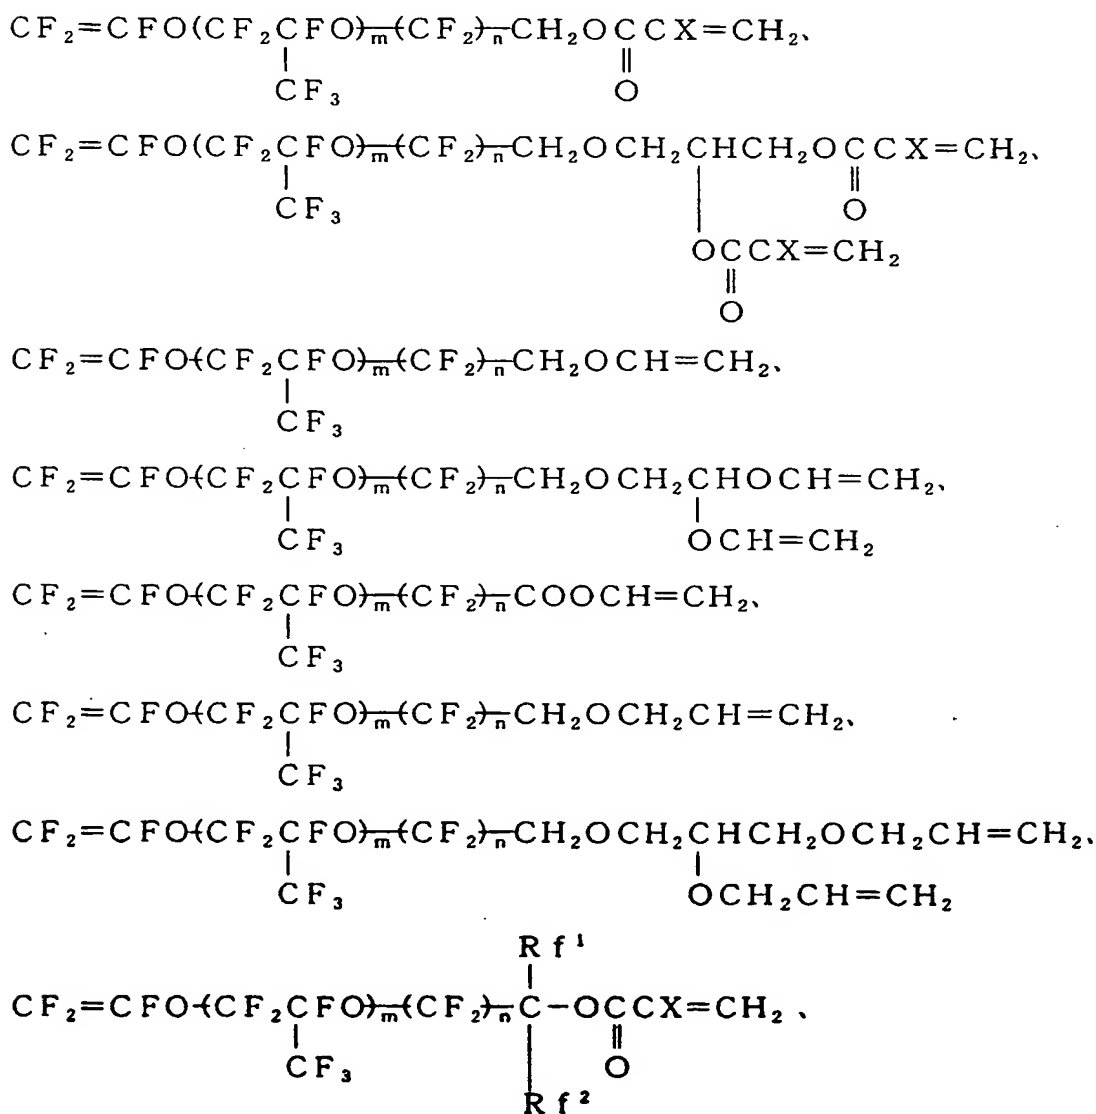 CF₂=CFO(CF₂CFO)ₘ(CF₂)ₙCH₂OCCX=CH₂、
CF₃ O
CF₂=CFO(CF₂CFO)ₘ(CF₂)ₙCH₂OCH₂CHCH₂OCCX=CH₂、
CF₃ O
OCCX=CH₂
O
CF₂=CFO(CF₂CFO)ₘ(CF₂)ₙCH₂OCH=CH₂、
CF₃
CF₂=CFO(CF₂CFO)ₘ(CF₂)ₙCH₂OCH₂CHOCH=CH₂、
CF₃ OCH=CH₂
CF₂=CFO(CF₂CFO)ₘ(CF₂)ₙCOOCH=CH₂、
CF₃
CF₂=CFO(CF₂CFO)ₘ(CF₂)ₙCH₂OCH₂CH=CH₂、
CF₃
CF₂=CFO(CF₂CFO)ₘ(CF₂)ₙCH₂OCH₂CHCH₂OCH₂CH=CH₂、
CF₃ OCH₂CH=CH₂
Rf¹
CF₂=CFO(CF₂CFO)ₘ(CF₂)ₙC-OCCX=CH₂、
CF₃ O
Rf²